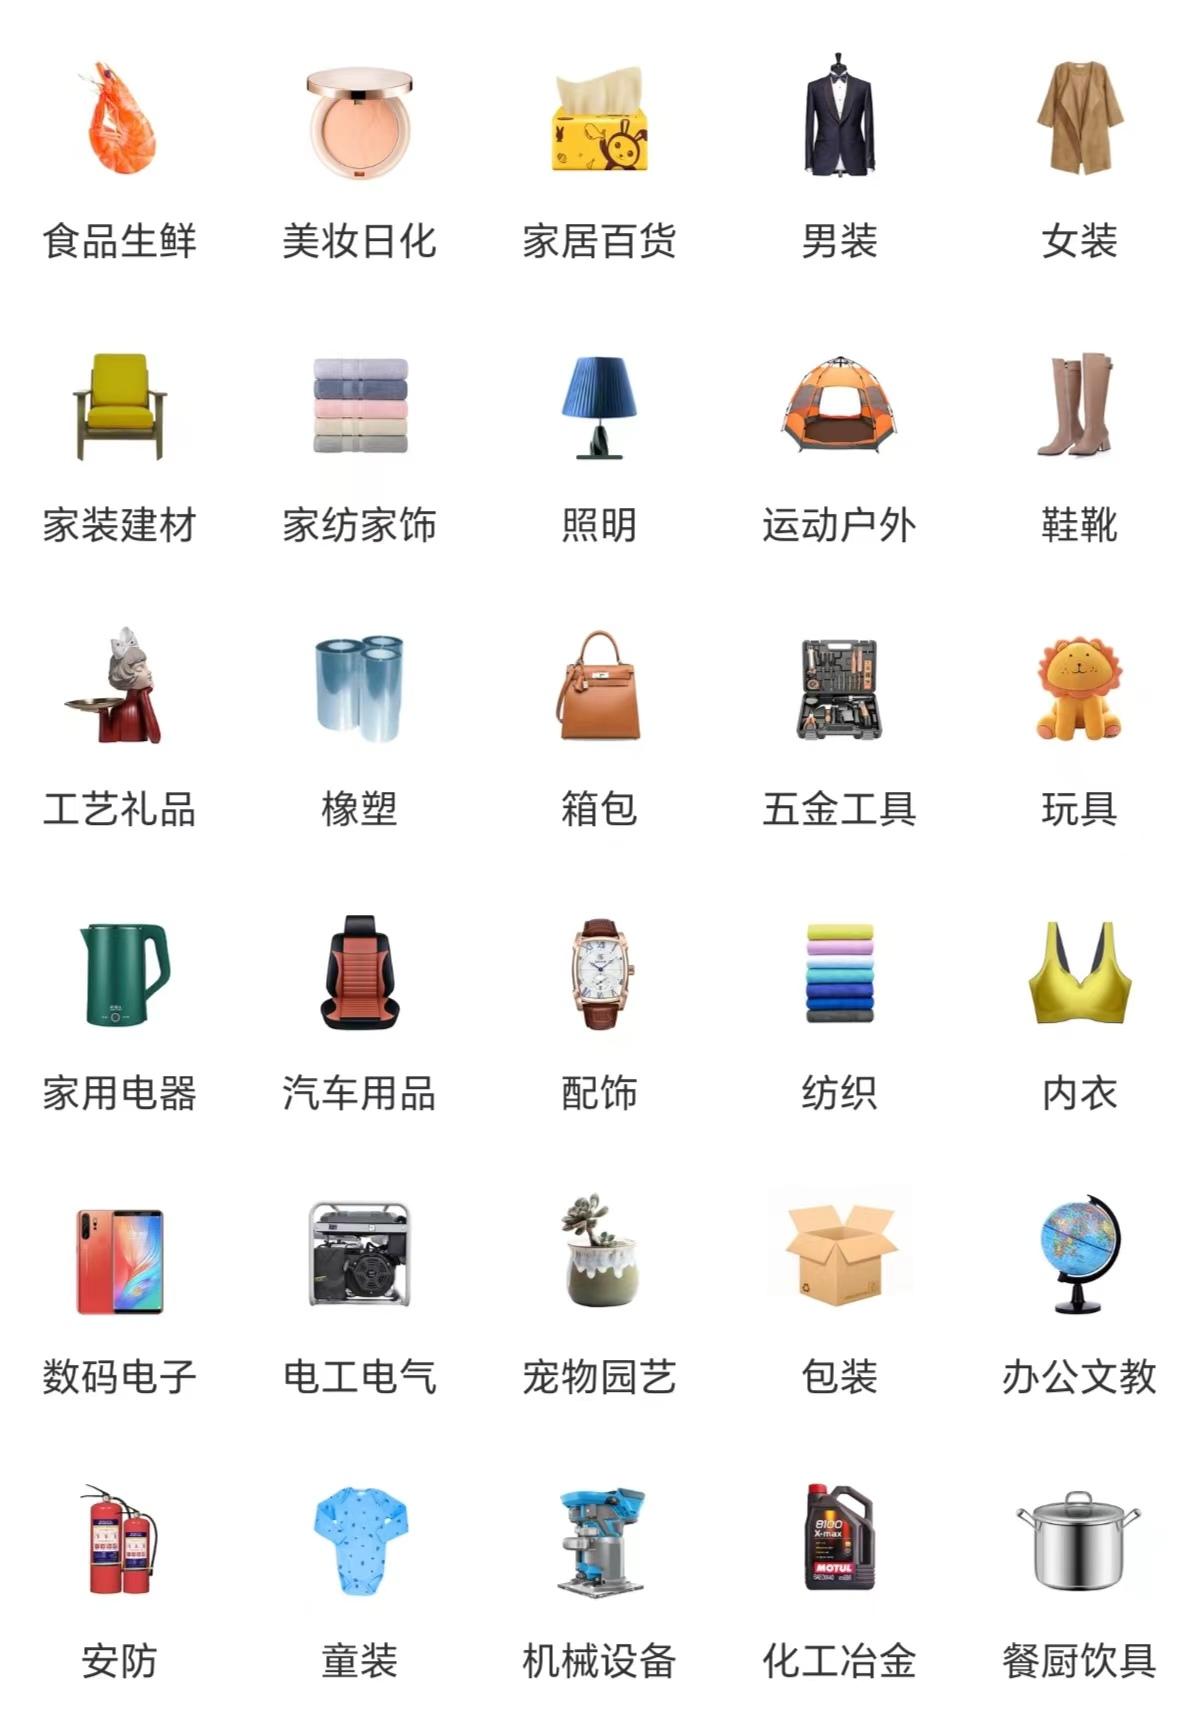 食品生鲜
美妆日化
家居百货
男装
女装
家装建材
家纺家饰
照明
运动户外
鞋靴
工艺礼品
橡塑
箱包
五金工具
玩具
家用电器
汽车用品
配饰
纺织
内衣
数码电子
电工电气
宠物园艺
包装
办公文教
安防
童装
机械设备
8100
X-max
MOTUL
化工冶金
餐厨饮具